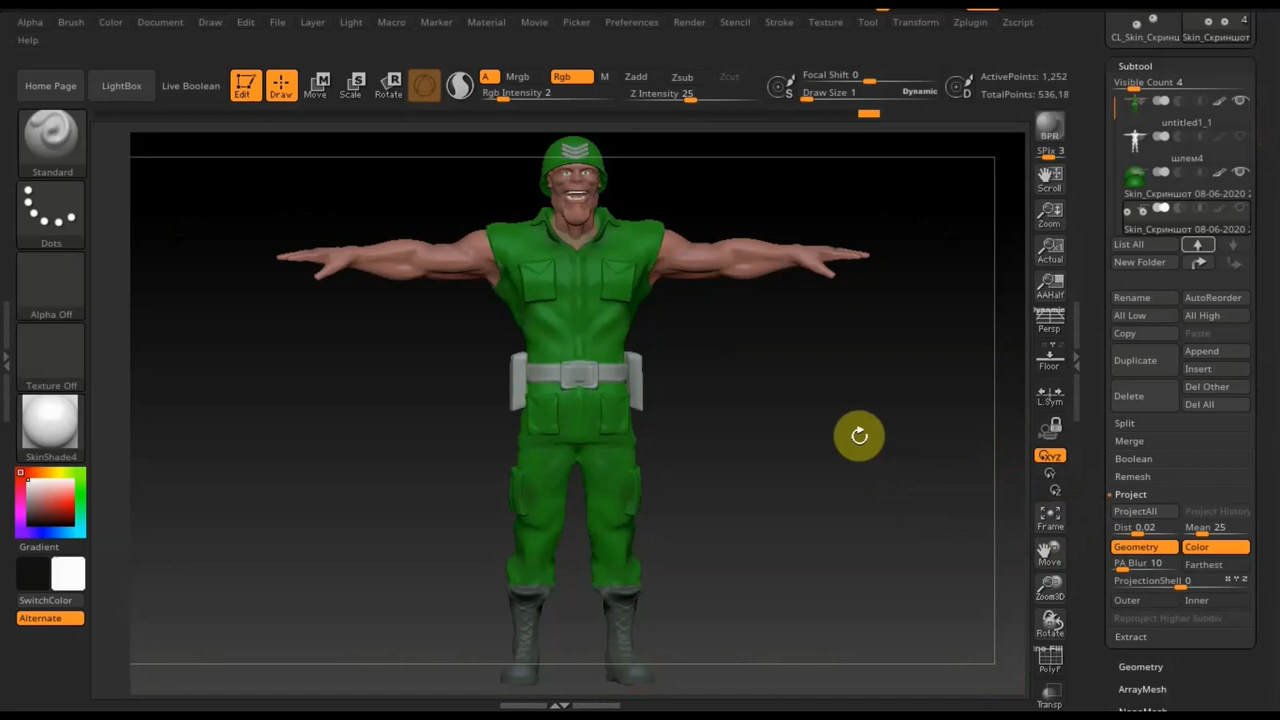 Alpha Brush Color Document Draw Edit File Layer Light Macro Marker Material Movie Picker Preferences Render Stencil Stroke Texture Tool Transform Zplugin Zscript
Help
CL_Skin_Скринш Skin_Скриншот
4
Subtool
Visible Count 4
untitled1_1
шлем4
Skin_Скриншот 08-06-2020 2
Skin_Скриншот 08-06-2020 2
List All
New Folder
Rename AutoReorder
All Low All High
Copy Paste
Duplicate Append
Insert
Delete Del Other
Del All
Split
Merge
Boolean
Remesh
Project
ProjectAll Project History
Dist 0.02 Mean 25
Geometry Color
PA Blur 10 Farthest
ProjectionShell 0
Outer Inner
Reproject Higher Subdiv
Extract
Geometry
ArrayMesh
Home Page LightBox Live Boolean Edit Draw Move Scale Rotate
A Mrgb Rgb M Zadd Zsub Zcut
Rgb Intensity 2 Z Intensity 25
S Focal Shift 0 D
Draw Size 1 Dynamic
ActivePoints: 1,252
TotalPoints: 536,18
Standard
Dots
Alpha Off
Texture Off
SkinShade4
Gradient
SwitchColor
Alternate
BPR
SPix 3
Scroll
Zoom
Actual
AAHalf
Dynamic
Persp
Floor
L.Sym
XYZ
Y
Z
Frame
Move
Zoom3D
Rotate
PolyF
Transp